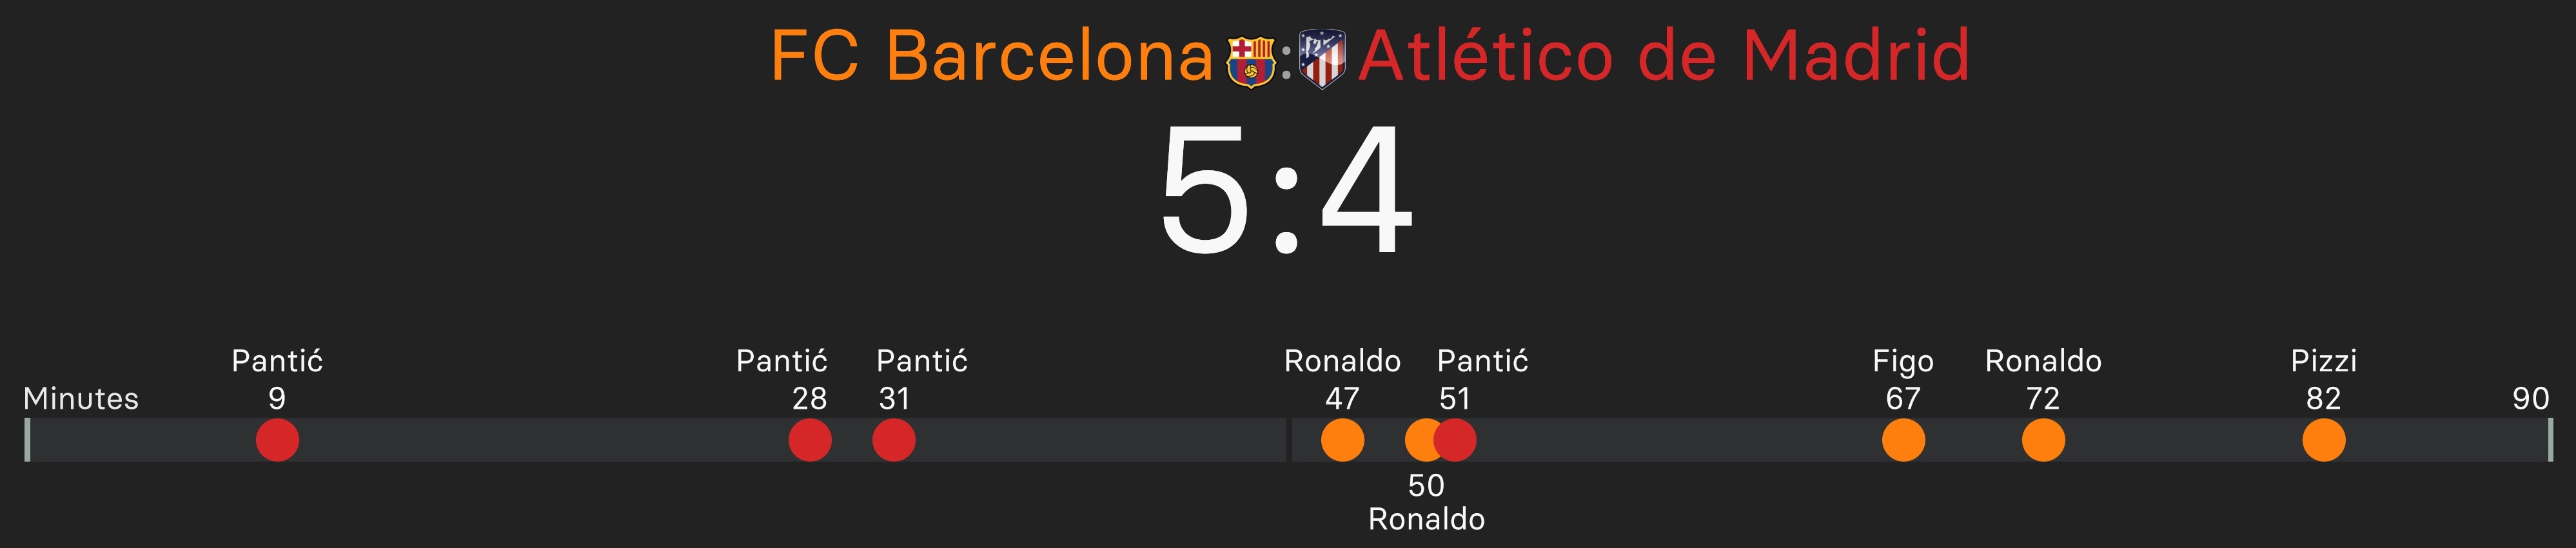 FC Barcelona : Atlético de Madrid
5:4
Pantić Pantić Pantić Ronaldo Pantić Figo Ronaldo Pizzi
Minutes 9 28 31 47 51 67 72 82 90
50
Ronaldo